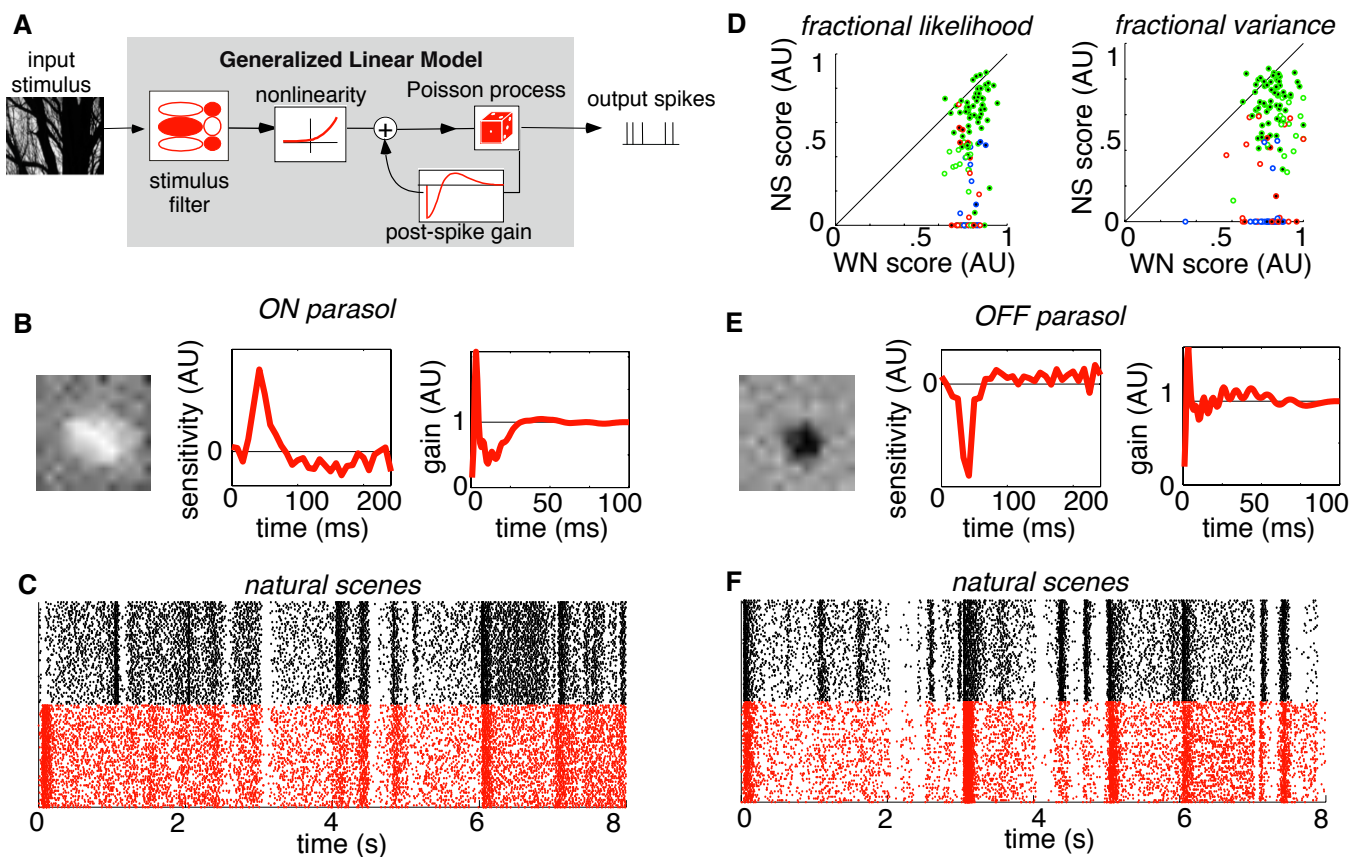 A
input
stimulus
Generalized Linear Model
nonlinearity
Poisson process
output spikes
+
stimulus
filter
post-spike gain
D
fractional likelihood
fractional variance
1
.5
0
NS score (AU)
0 .5 1
WN score (AU)
1
.5
0
NS score (AU)
0 .5 1
WN score (AU)
B
ON parasol
sensitivity (AU)
0
0 100 200
time (ms)
gain (AU)
1
0
0 50 100
time (ms)
E
OFF parasol
sensitivity (AU)
0
0 100 200
time (ms)
gain (AU)
1
0
0 50 100
time (ms)
C
natural scenes
0 2 4 6 8
time (s)
F
natural scenes
0 2 4 6 8
time (s)